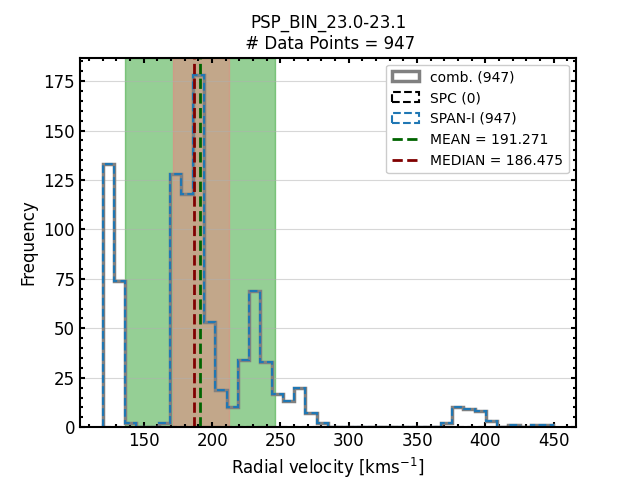 PSP_BIN_23.0-23.1
# Data Points = 947
comb. (947)
SPC (0)
SPAN-I (947)
MEAN = 191.271
MEDIAN = 186.475
Frequency
175
150
125
100
75
50
25
0
150 200 250 300 350 400 450
Radial velocity [kms⁻¹]